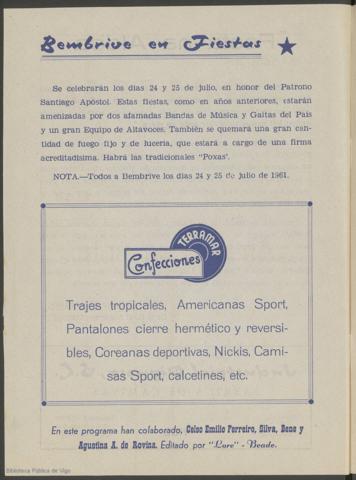 Bembrive en Fiestas
Se celebrarán los días 24 y 25 de julio, en honor del Patrono
Santiago Apóstol. Estas fiestas, como en años anteriores, estarán
amenizadas por dos afamadas Bandas de Música y Gaitas del País
y un gran Equipo de Altavoces. También se quemará una gran can-
tidad de fuego fijo y de lucería, que estará a cargo de una firma
acreditadísima. Habrá las tradicionales "Poxas".
NOTA.—Todos a Bembrive los días 24 y 25 de julio de 1961.
TERRAMAR
Confecciones
Trajes tropicales, Americanas Sport,
Pantalones cierre hermético y reversi-
bles, Coreanas deportivas, Nickis, Cami-
sas Sport, calcetines, etc.
En este programa han colaborado, Celso Emilio Ferreiro, Silva, Bene y
Agustina A. de Rovina. Editado por "Lare" - Beade.
Biblioteca Pública de Vigo